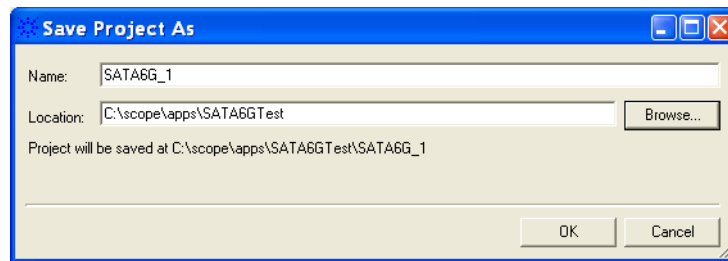 Save Project As
Name: SATA6G_1
Location: C:\scope\apps\SATA6GTest Browse...
Project will be saved at C:\scope\apps\SATA6GTest\SATA6G_1
OK Cancel